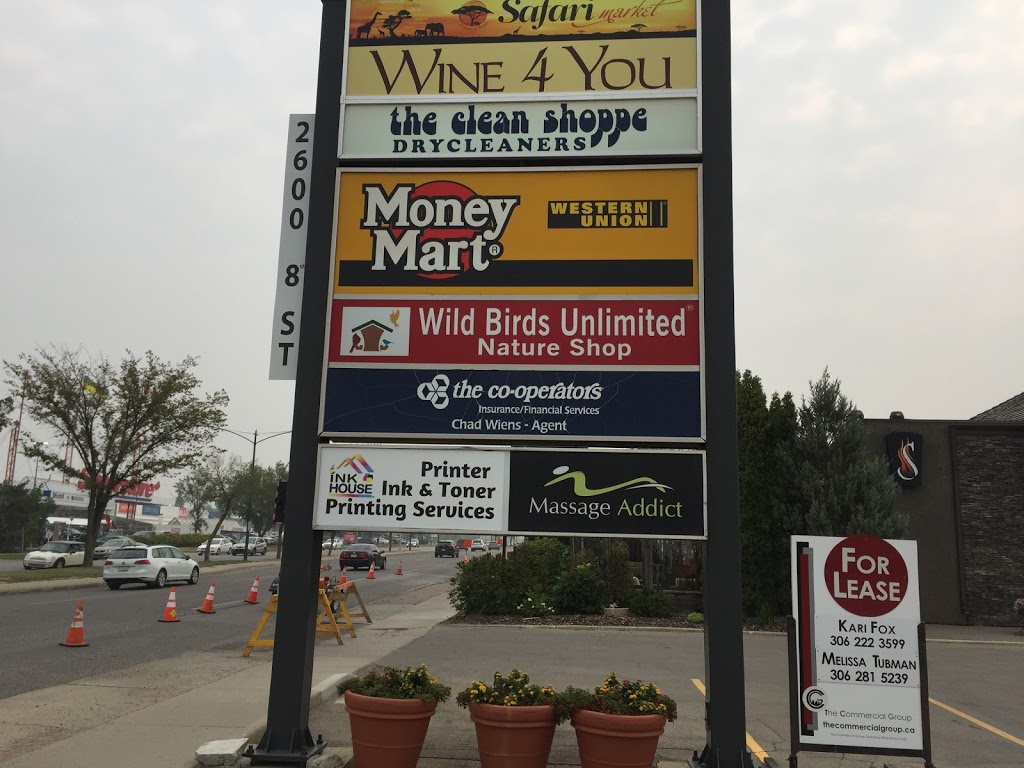 Safari market
WINE 4 YOU
the clean shoppe
DRYCLEANERS
2600 8TH ST
Money
Mart®
WESTERN
UNION
Wild Birds Unlimited®
Nature Shop
the co-operators
Insurance/Financial Services
Chad Wiens - Agent
INK
HOUSE
Printer
Ink & Toner
Printing Services
Massage Addict
FOR
LEASE
KARI FOX
306 222 3599
MELISSA TUBMAN
306 281 5239
The Commercial Group
thecommercialgroup.ca
Mobil